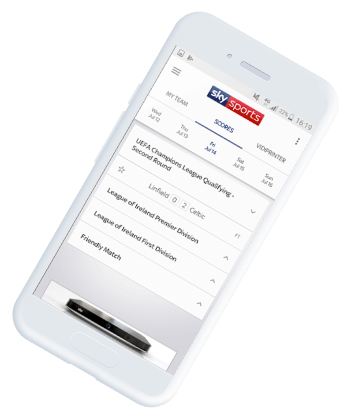 4G 22% 16:19
sky sports
MY TEAM SCORES VIDIPRINTER
Wed Thu Fri Sat Sun
Jul 12 Jul 13 Jul 14 Jul 15 Jul 16
UEFA Champions League Qualifying -
Second Round
Linfield 0 2 Celtic FT
League of Ireland Premier Division
League of Ireland First Division
Friendly Match